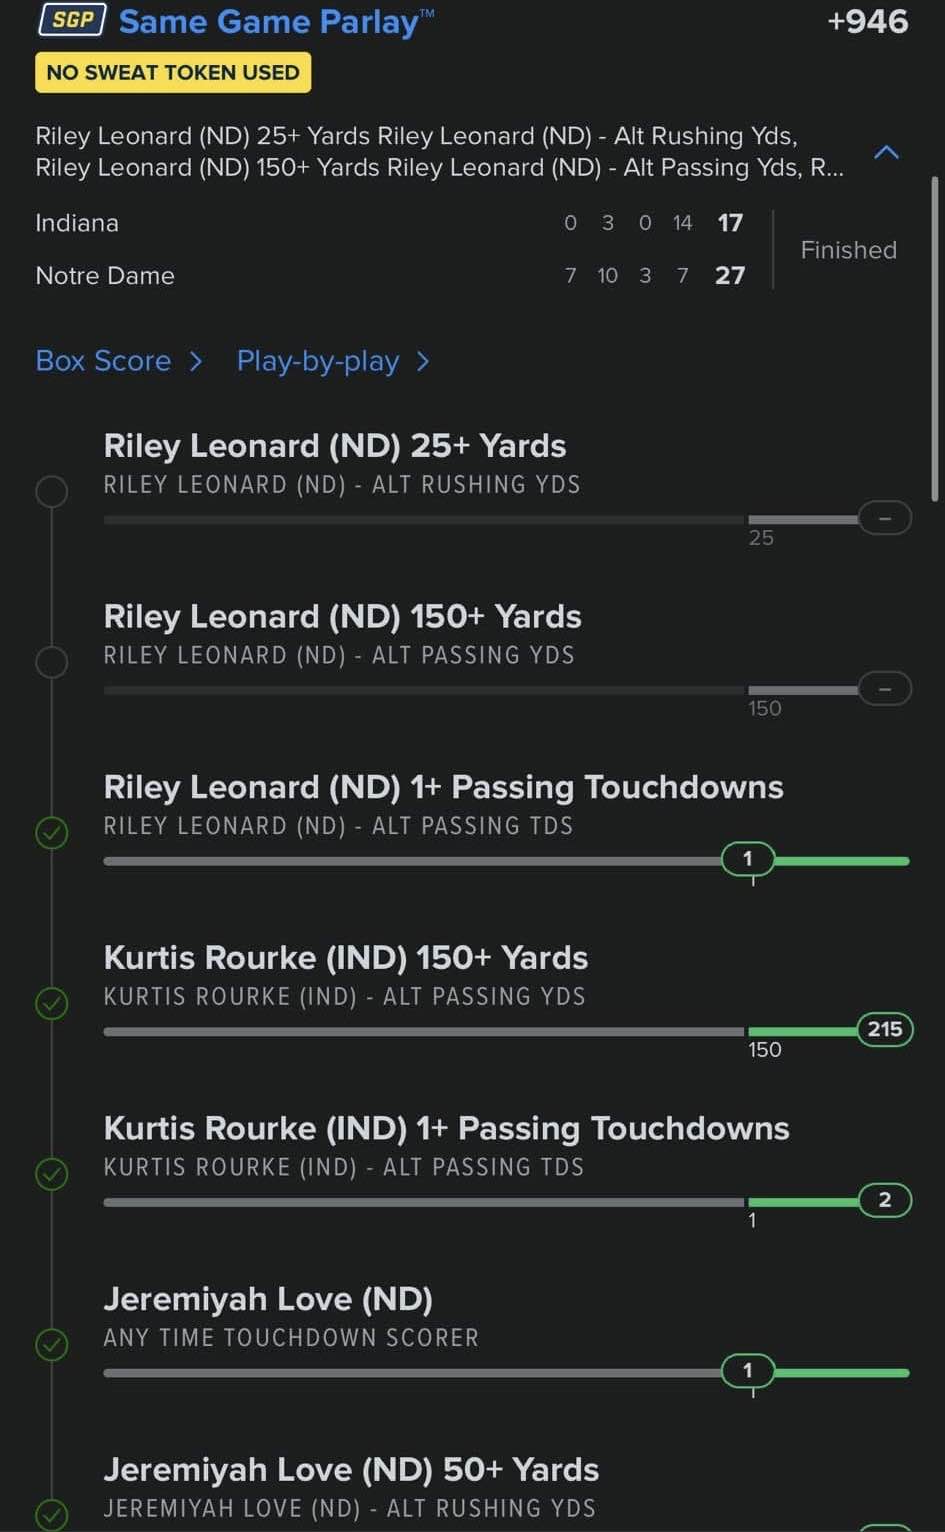 SGP Same Game Parlay™ +946
NO SWEAT TOKEN USED
Riley Leonard (ND) 25+ Yards Riley Leonard (ND) - Alt Rushing Yds,
Riley Leonard (ND) 150+ Yards Riley Leonard (ND) - Alt Passing Yds, R...
Indiana 0 3 0 14 17
Finished
Notre Dame 7 10 3 7 27
Box Score > Play-by-play >
Riley Leonard (ND) 25+ Yards
RILEY LEONARD (ND) - ALT RUSHING YDS
–
25
Riley Leonard (ND) 150+ Yards
RILEY LEONARD (ND) - ALT PASSING YDS
–
150
Riley Leonard (ND) 1+ Passing Touchdowns
RILEY LEONARD (ND) - ALT PASSING TDS
1
Kurtis Rourke (IND) 150+ Yards
KURTIS ROURKE (IND) - ALT PASSING YDS
215
150
Kurtis Rourke (IND) 1+ Passing Touchdowns
KURTIS ROURKE (IND) - ALT PASSING TDS
2
1
Jeremiyah Love (ND)
ANY TIME TOUCHDOWN SCORER
1
Jeremiyah Love (ND) 50+ Yards
JEREMIYAH LOVE (ND) - ALT RUSHING YDS